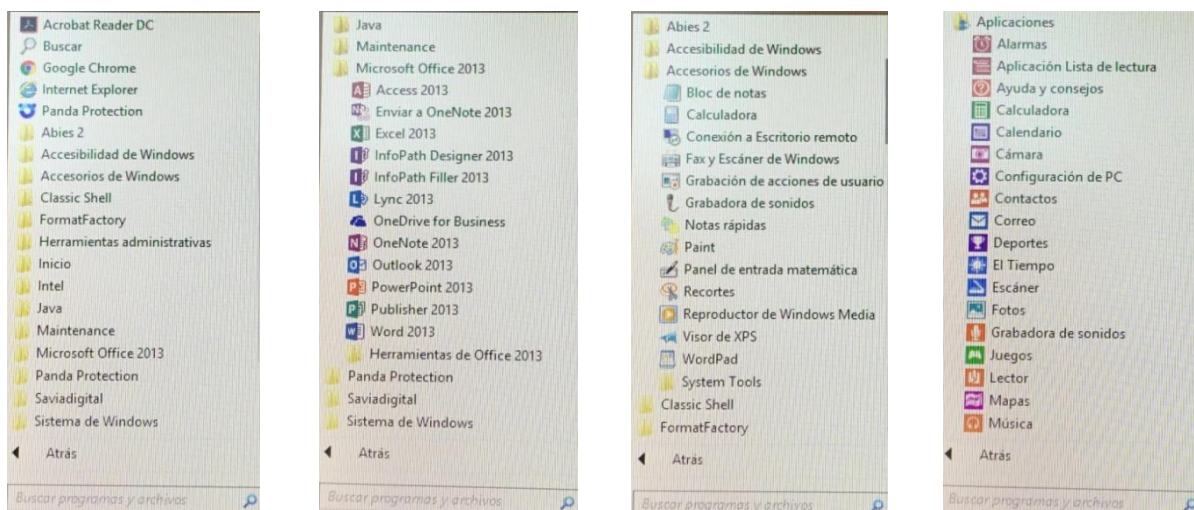 Acrobat Reader DC
Buscar
Google Chrome
Internet Explorer
Panda Protection
Abies 2
Accesibilidad de Windows
Accesorios de Windows
Classic Shell
FormatFactory
Herramientas administrativas
Inicio
Intel
Java
Maintenance
Microsoft Office 2013
Panda Protection
Saviadigital
Sistema de Windows
Atrás
Buscar programas y archivos
Java
Maintenance
Microsoft Office 2013
Access 2013
Enviar a OneNote 2013
Excel 2013
InfoPath Designer 2013
InfoPath Filler 2013
Lync 2013
OneDrive for Business
OneNote 2013
Outlook 2013
PowerPoint 2013
Publisher 2013
Word 2013
Herramientas de Office 2013
Panda Protection
Saviadigital
Sistema de Windows
Atrás
Buscar programas y archivos
Abies 2
Accesibilidad de Windows
Accesorios de Windows
Bloc de notas
Calculadora
Conexión a Escritorio remoto
Fax y Escáner de Windows
Grabación de acciones de usuario
Grabadora de sonidos
Notas rápidas
Paint
Panel de entrada matemática
Recortes
Reproductor de Windows Media
Visor de XPS
WordPad
System Tools
Classic Shell
FormatFactory
Atrás
Buscar programas y archivos
Aplicaciones
Alarmas
Aplicación Lista de lectura
Ayuda y consejos
Calculadora
Calendario
Cámara
Configuración de PC
Contactos
Correo
Deportes
El Tiempo
Escáner
Fotos
Grabadora de sonidos
Juegos
Lector
Mapas
Música
Atrás
Buscar programas y archivos